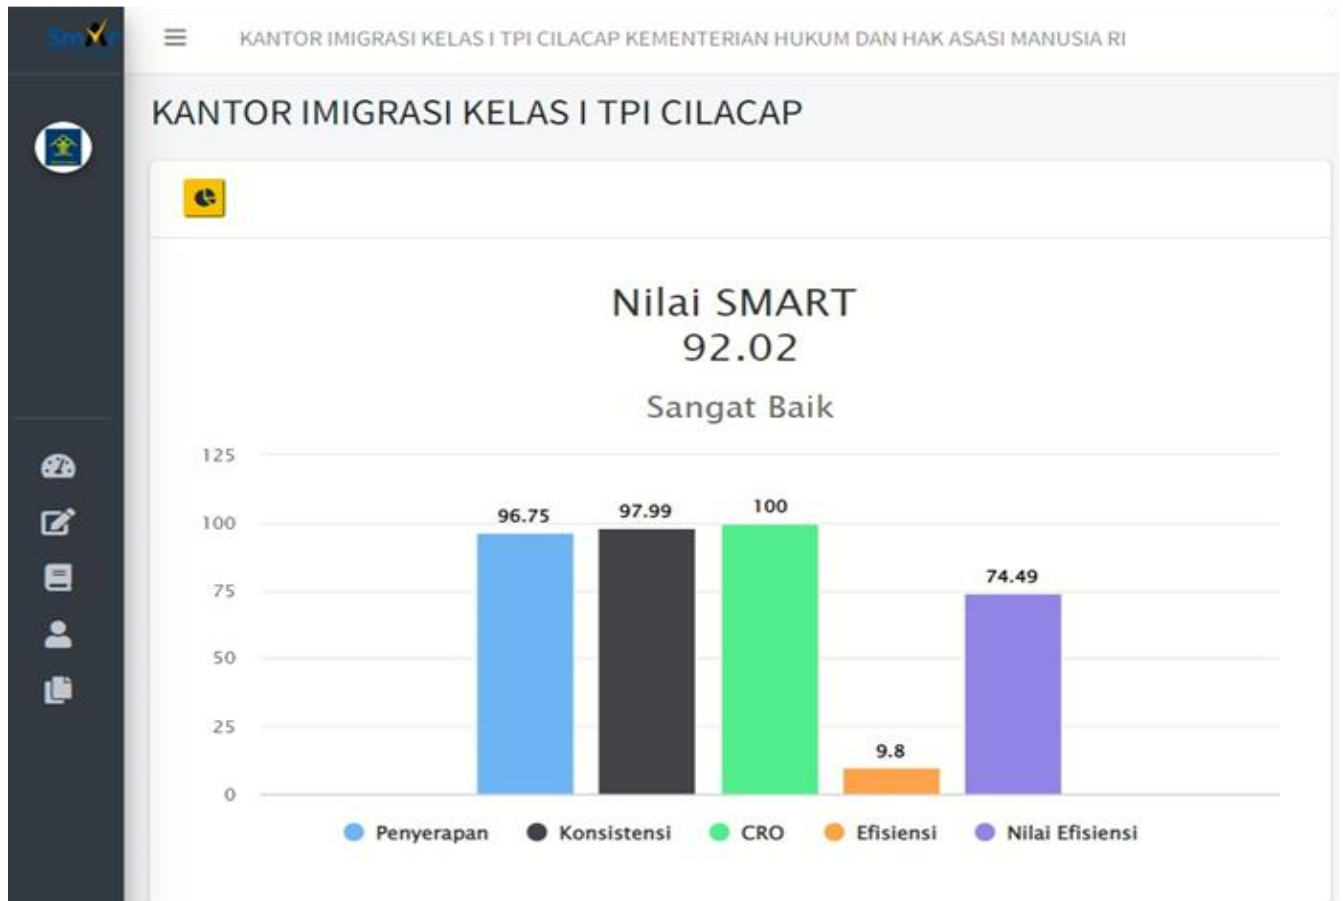 KANTOR IMIGRASI KELAS I TPI CILACAP KEMENTERIAN HUKUM DAN HAK ASASI MANUSIA RI
KANTOR IMIGRASI KELAS I TPI CILACAP
Nilai SMART
92.02
Sangat Baik
125
100
75
50
25
0
96.75
97.99
100
9.8
74.49
Penyerapan Konsistensi CRO Efisiensi Nilai Efisiensi